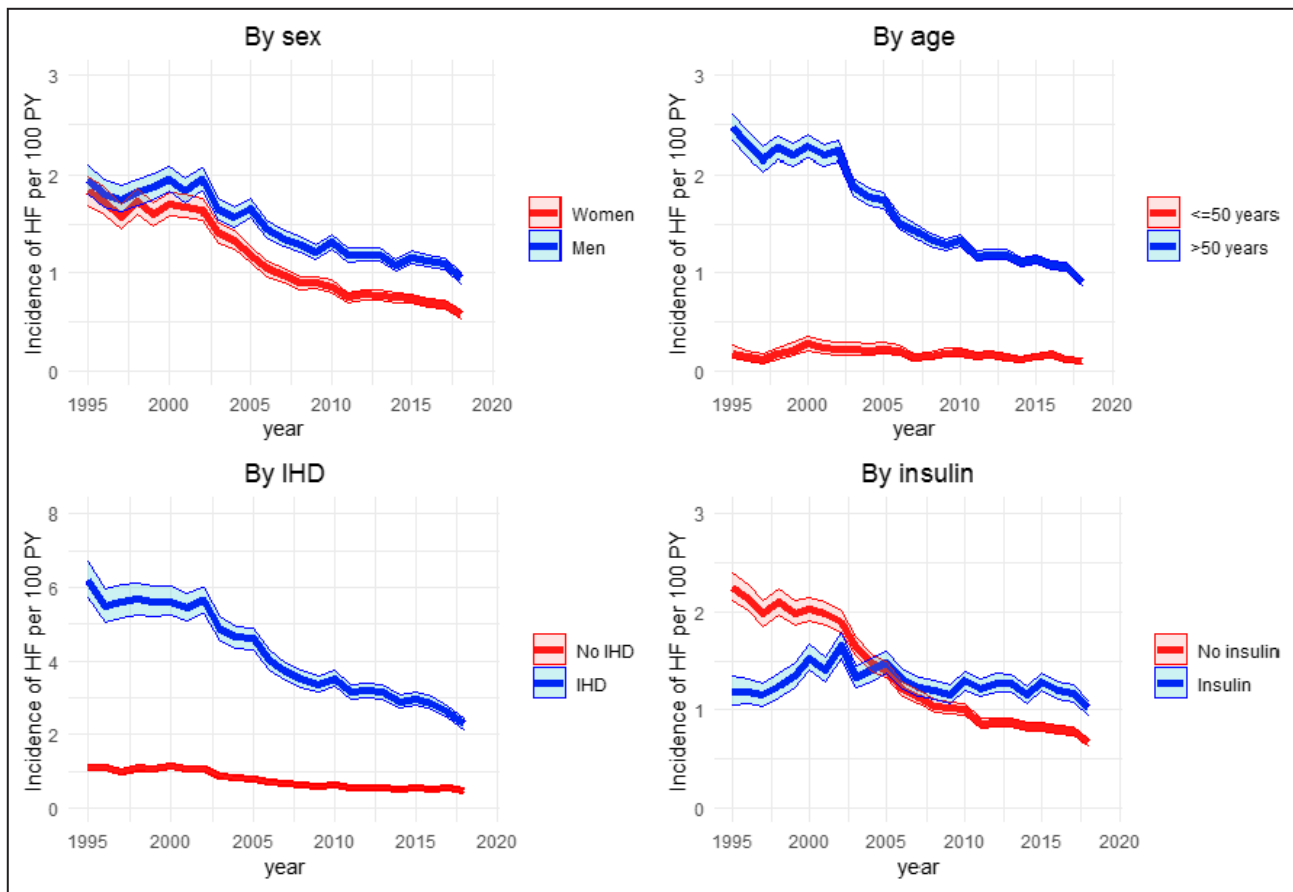 By sex
Incidence of HF per 100 PY
3
2
1
0
1995 2000 2005 2010 2015 2020
year
Women
Men
By age
Incidence of HF per 100 PY
3
2
1
0
1995 2000 2005 2010 2015 2020
year
<=50 years
>50 years
By IHD
Incidence of HF per 100 PY
8
6
4
2
0
1995 2000 2005 2010 2015 2020
year
No IHD
IHD
By insulin
Incidence of HF per 100 PY
3
2
1
0
1995 2000 2005 2010 2015 2020
year
No insulin
Insulin